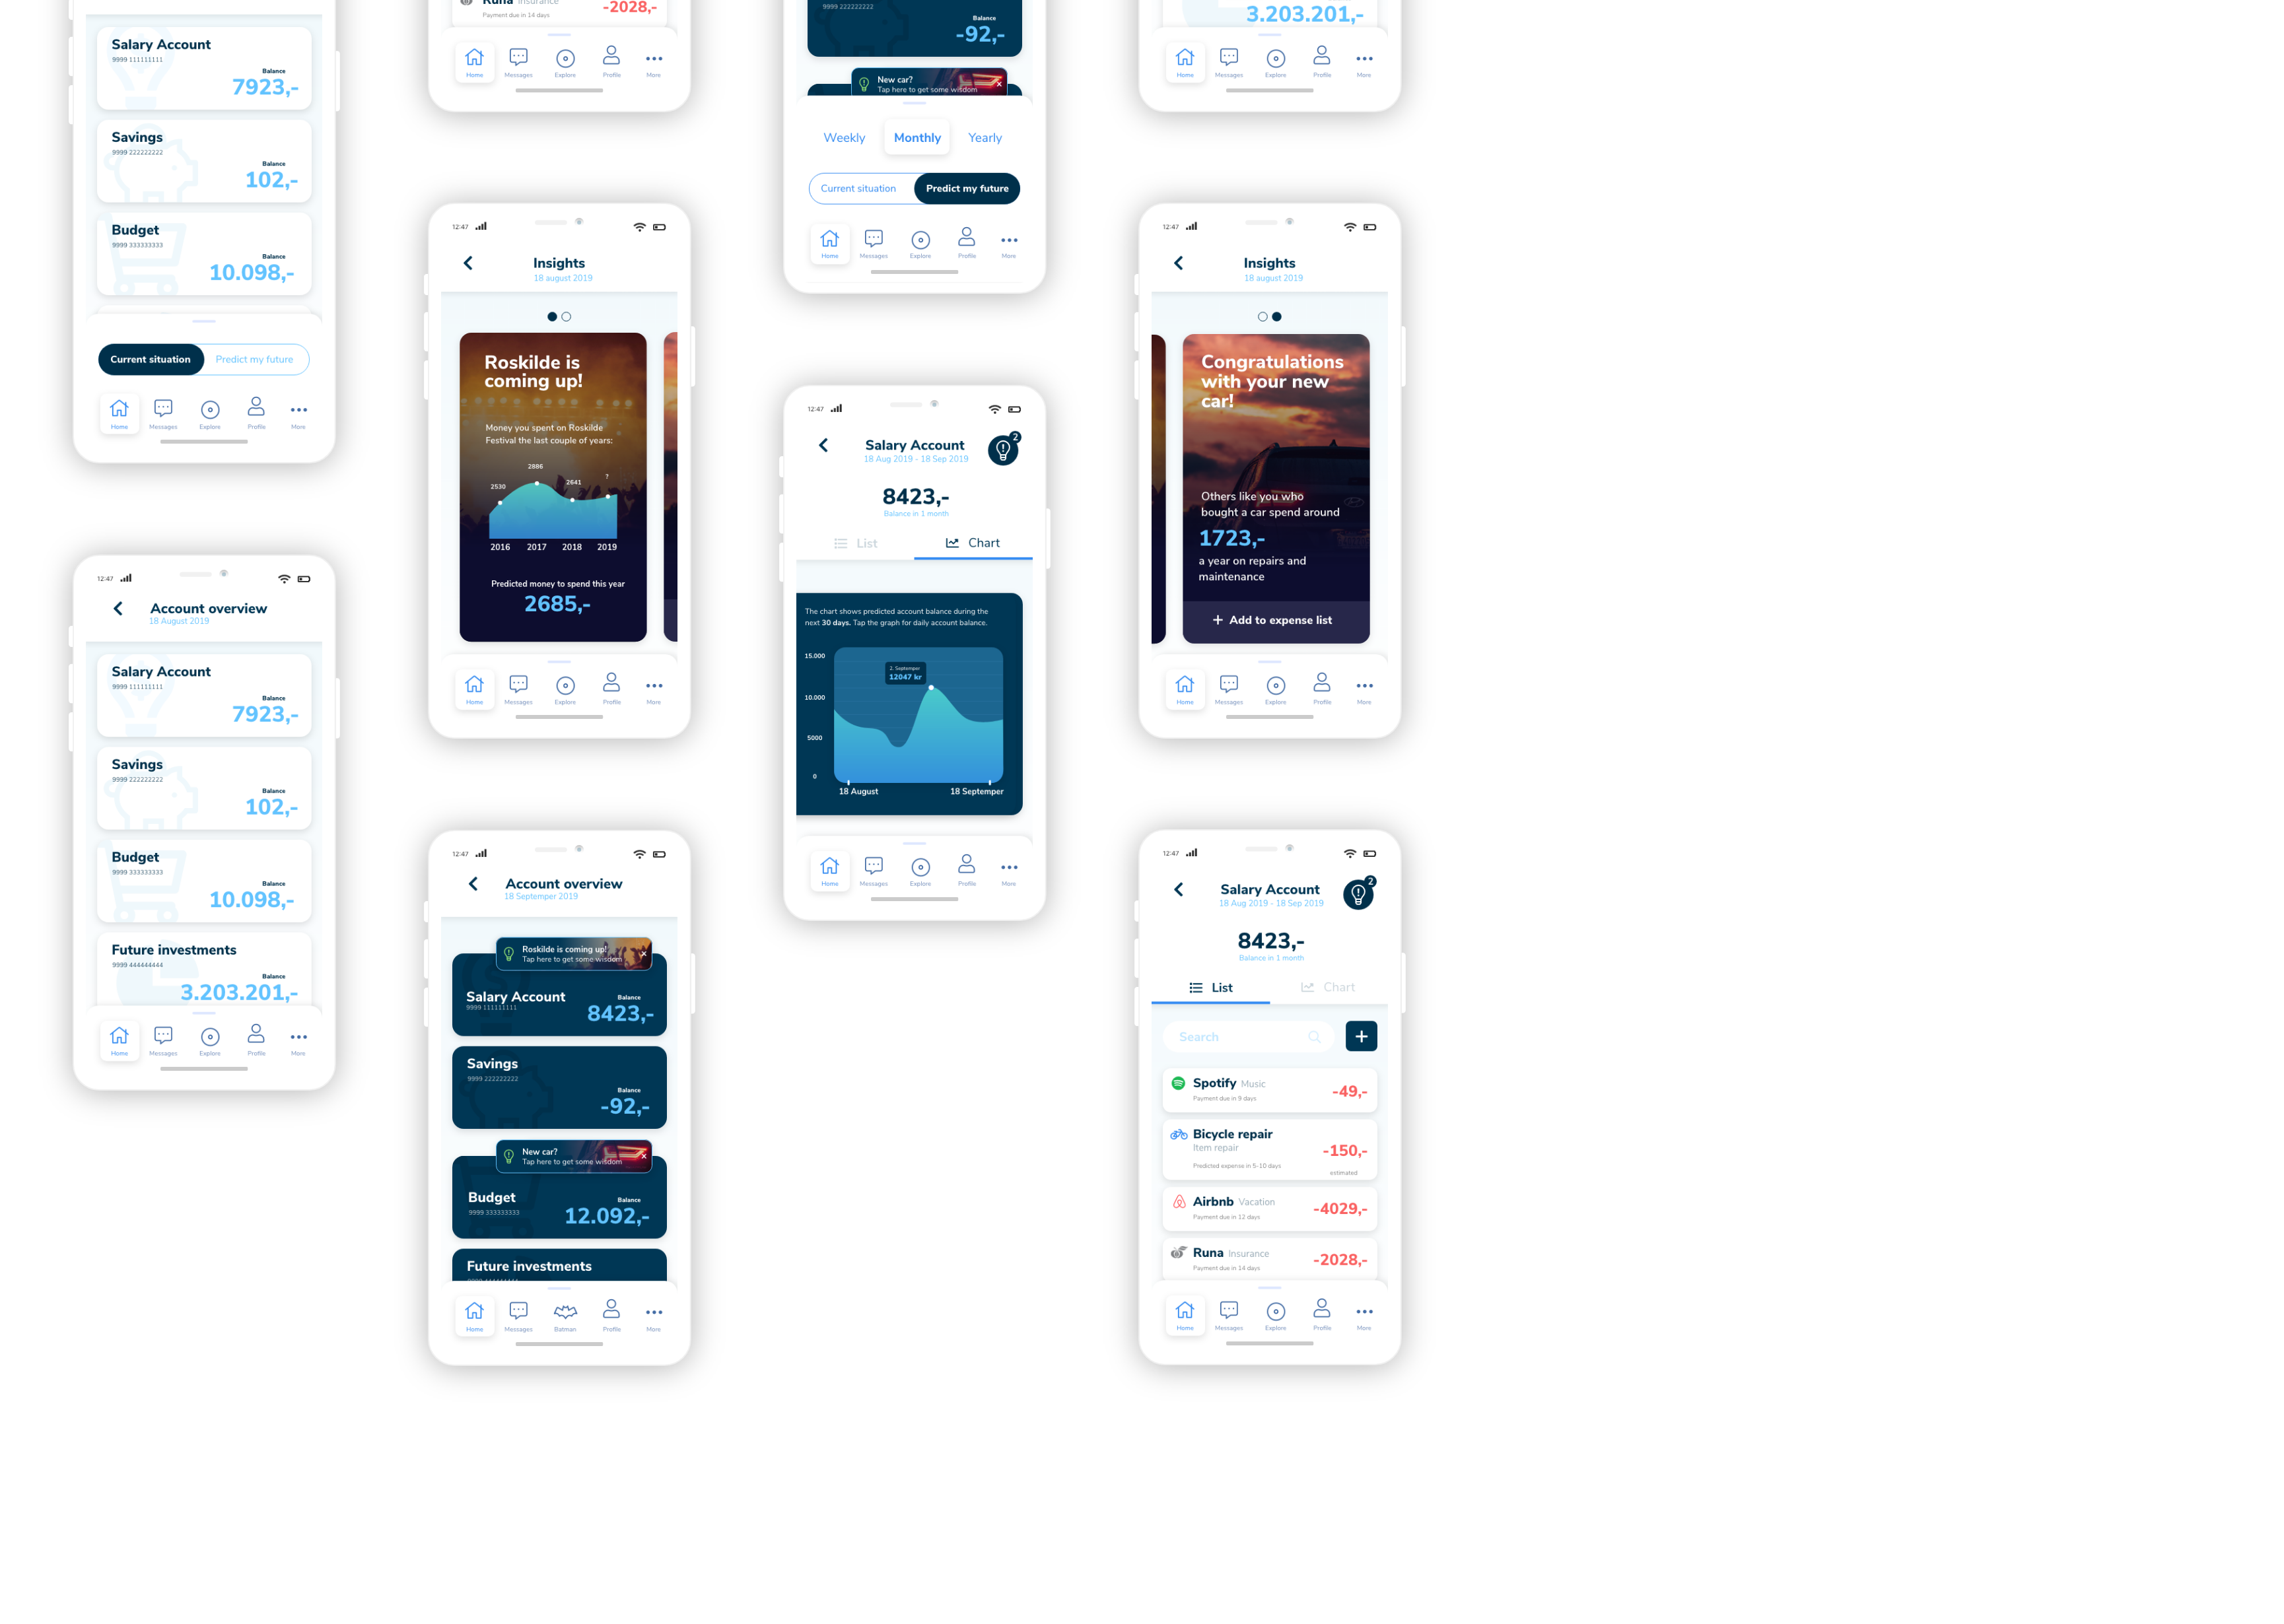 Salary Account
9999 111111111
Balance
7923,-
Savings
9999 222222222
Balance
102,-
Budget
9999 333333333
Balance
10.098,-
Current situation
Predict my future
Home
Messages
Explore
Profile
More
12:47
Account overview
18 August 2019
Salary Account
9999 111111111
Balance
7923,-
Savings
9999 222222222
Balance
102,-
Budget
9999 333333333
Balance
10.098,-
Future investments
9999 444444444
Balance
3.203.201,-
Home
Messages
Explore
Profile
More
Runa Insurance
Payment due in 14 days
-2028,-
Home
Messages
Explore
Profile
More
12:47
Insights
18 august 2019
Roskilde is
coming up!
Money you spent on Roskilde
Festival the last couple of years:
2530
2886
2641
?
2016
2017
2018
2019
Predicted money to spend this year
2685,-
Home
Messages
Explore
Profile
More
12:47
Account overview
18 Septemper 2019
Roskilde is coming up!
Tap here to get some wisdom
Salary Account
9999 111111111
Balance
8423,-
Savings
9999 222222222
Balance
-92,-
New car?
Tap here to get some wisdom
Budget
9999 333333333
Balance
12.092,-
Future investments
Home
Messages
Batman
Profile
More
9999 222222222
Balance
-92,-
New car?
Tap here to get some wisdom
Weekly
Monthly
Yearly
Current situation
Predict my future
Home
Messages
Explore
Profile
More
12:47
Salary Account
18 Aug 2019 - 18 Sep 2019
2
8423,-
Balance in 1 month
List
Chart
The chart shows predicted account balance during the
next 30 days. Tap the graph for daily account balance.
15.000
10.000
5000
0
2. Septemper
12047 kr
18 August
18 Septemper
Home
Messages
Explore
Profile
More
3.203.201,-
Home
Messages
Explore
Profile
More
12:47
Insights
18 august 2019
Congratulations
with your new
car!
Others like you who
bought a car spend around
1723,-
a year on repairs and
maintenance
+ Add to expense list
Home
Messages
Explore
Profile
More
12:47
Salary Account
18 Aug 2019 - 18 Sep 2019
2
8423,-
Balance in 1 month
List
Chart
Search
+
Spotify Music
Payment due in 9 days
-49,-
Bicycle repair
Item repair
Predicted expense in 5-10 days
-150,-
estimated
Airbnb Vacation
Payment due in 12 days
-4029,-
Runa Insurance
Payment due in 14 days
-2028,-
Home
Messages
Explore
Profile
More